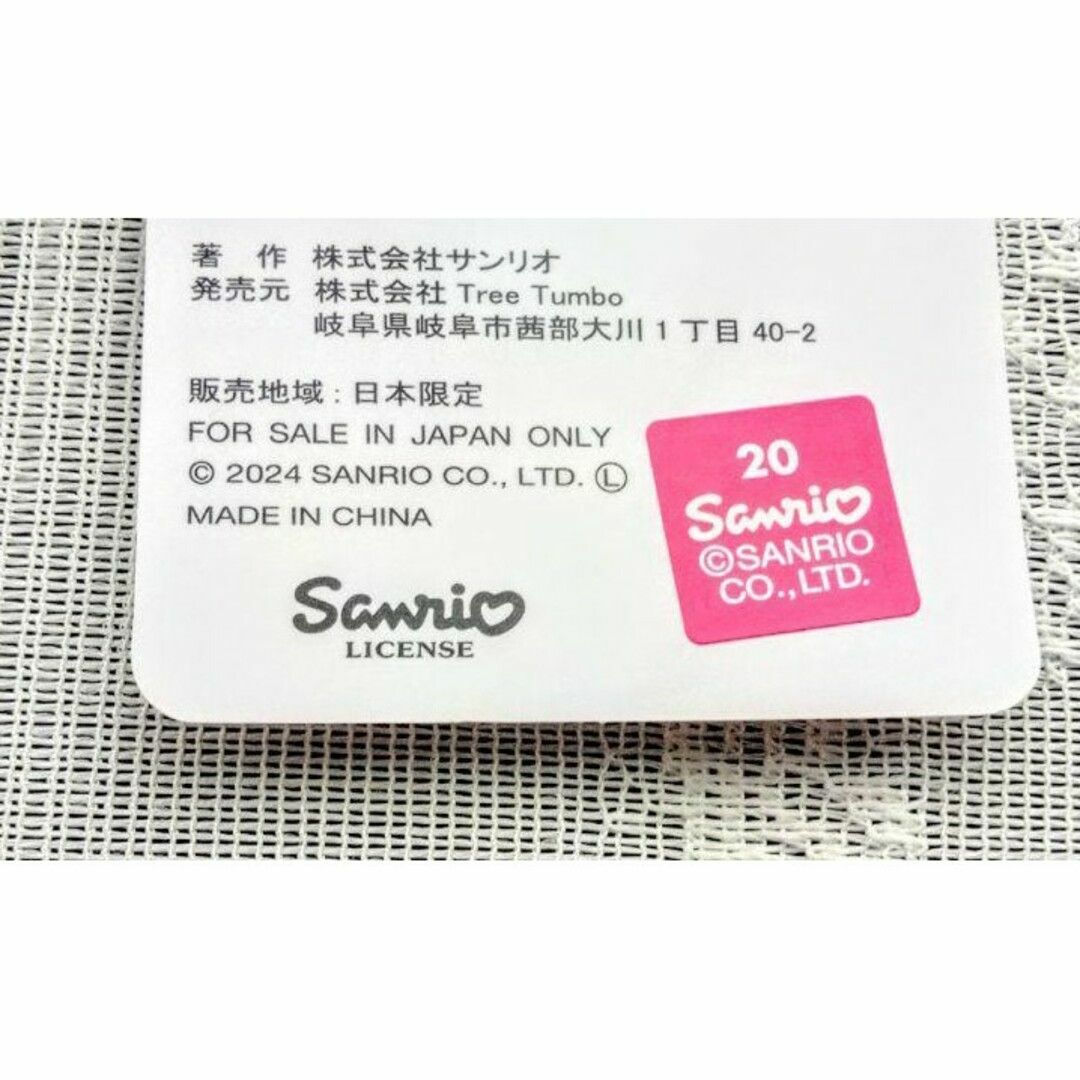 著　作　株式会社サンリオ
発売元　株式会社 Tree Tumbo
岐阜県岐阜市茜部大川1丁目 40-2
販売地域：日本限定
FOR SALE IN JAPAN ONLY
© 2024 SANRIO CO., LTD. Ⓛ
MADE IN CHINA
Sanrio
LICENSE
20
Sanrio
©SANRIO
CO.,LTD.